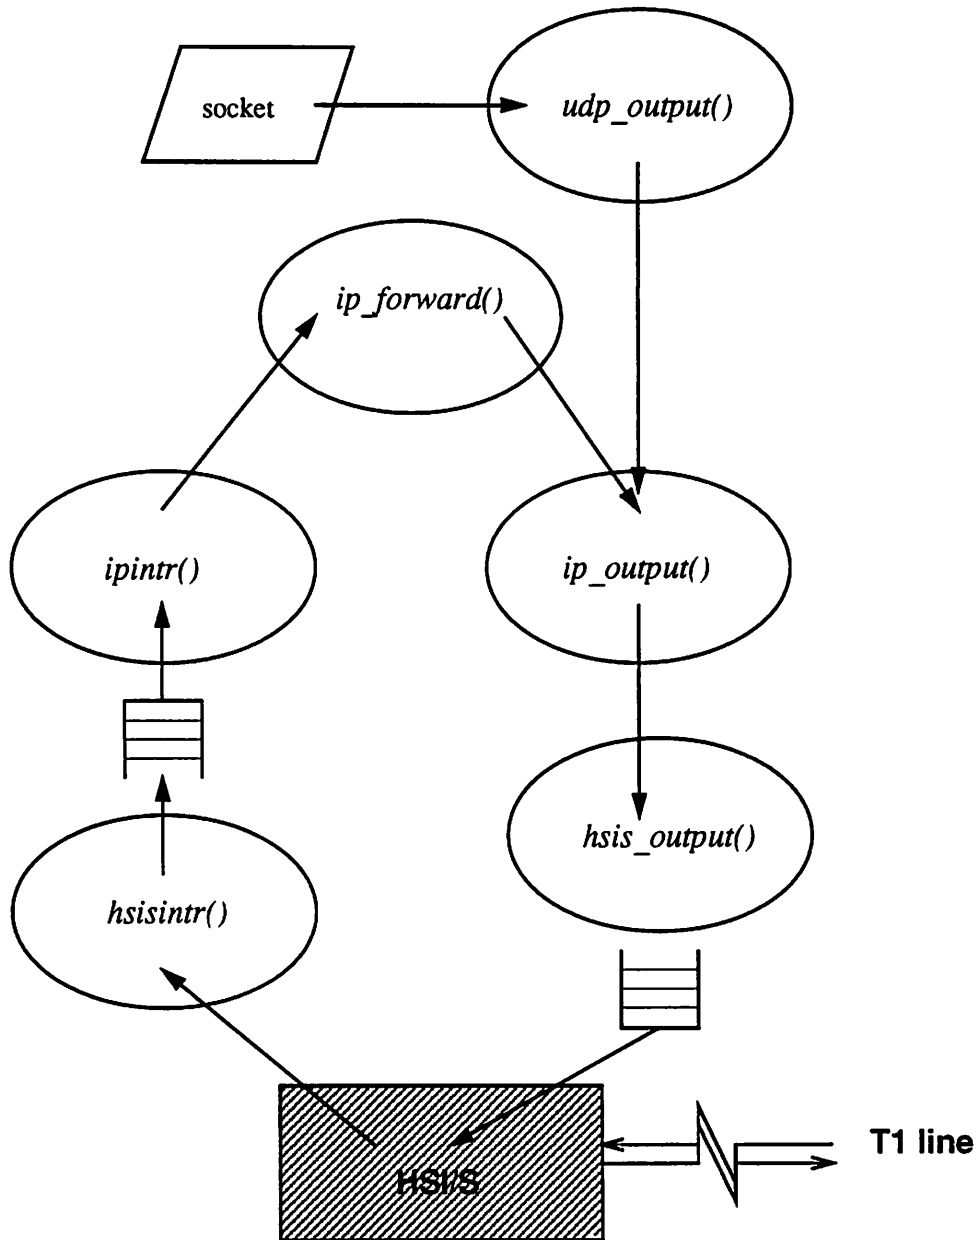 socket
udp_output()
ip_forward()
ipintr()
ip_output()
hsis_output()
hsisintr()
T1 line
HSI/S